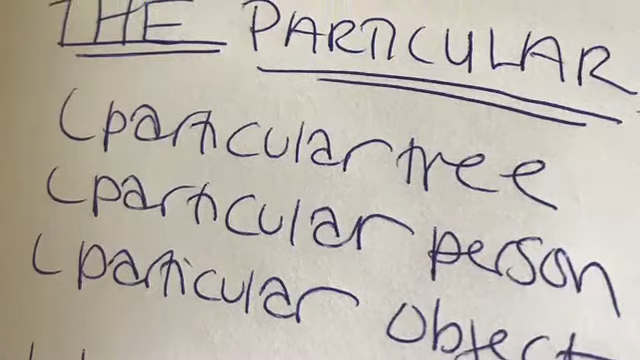 THE PARTICULAR
(particular tree
(particular person
(particular object